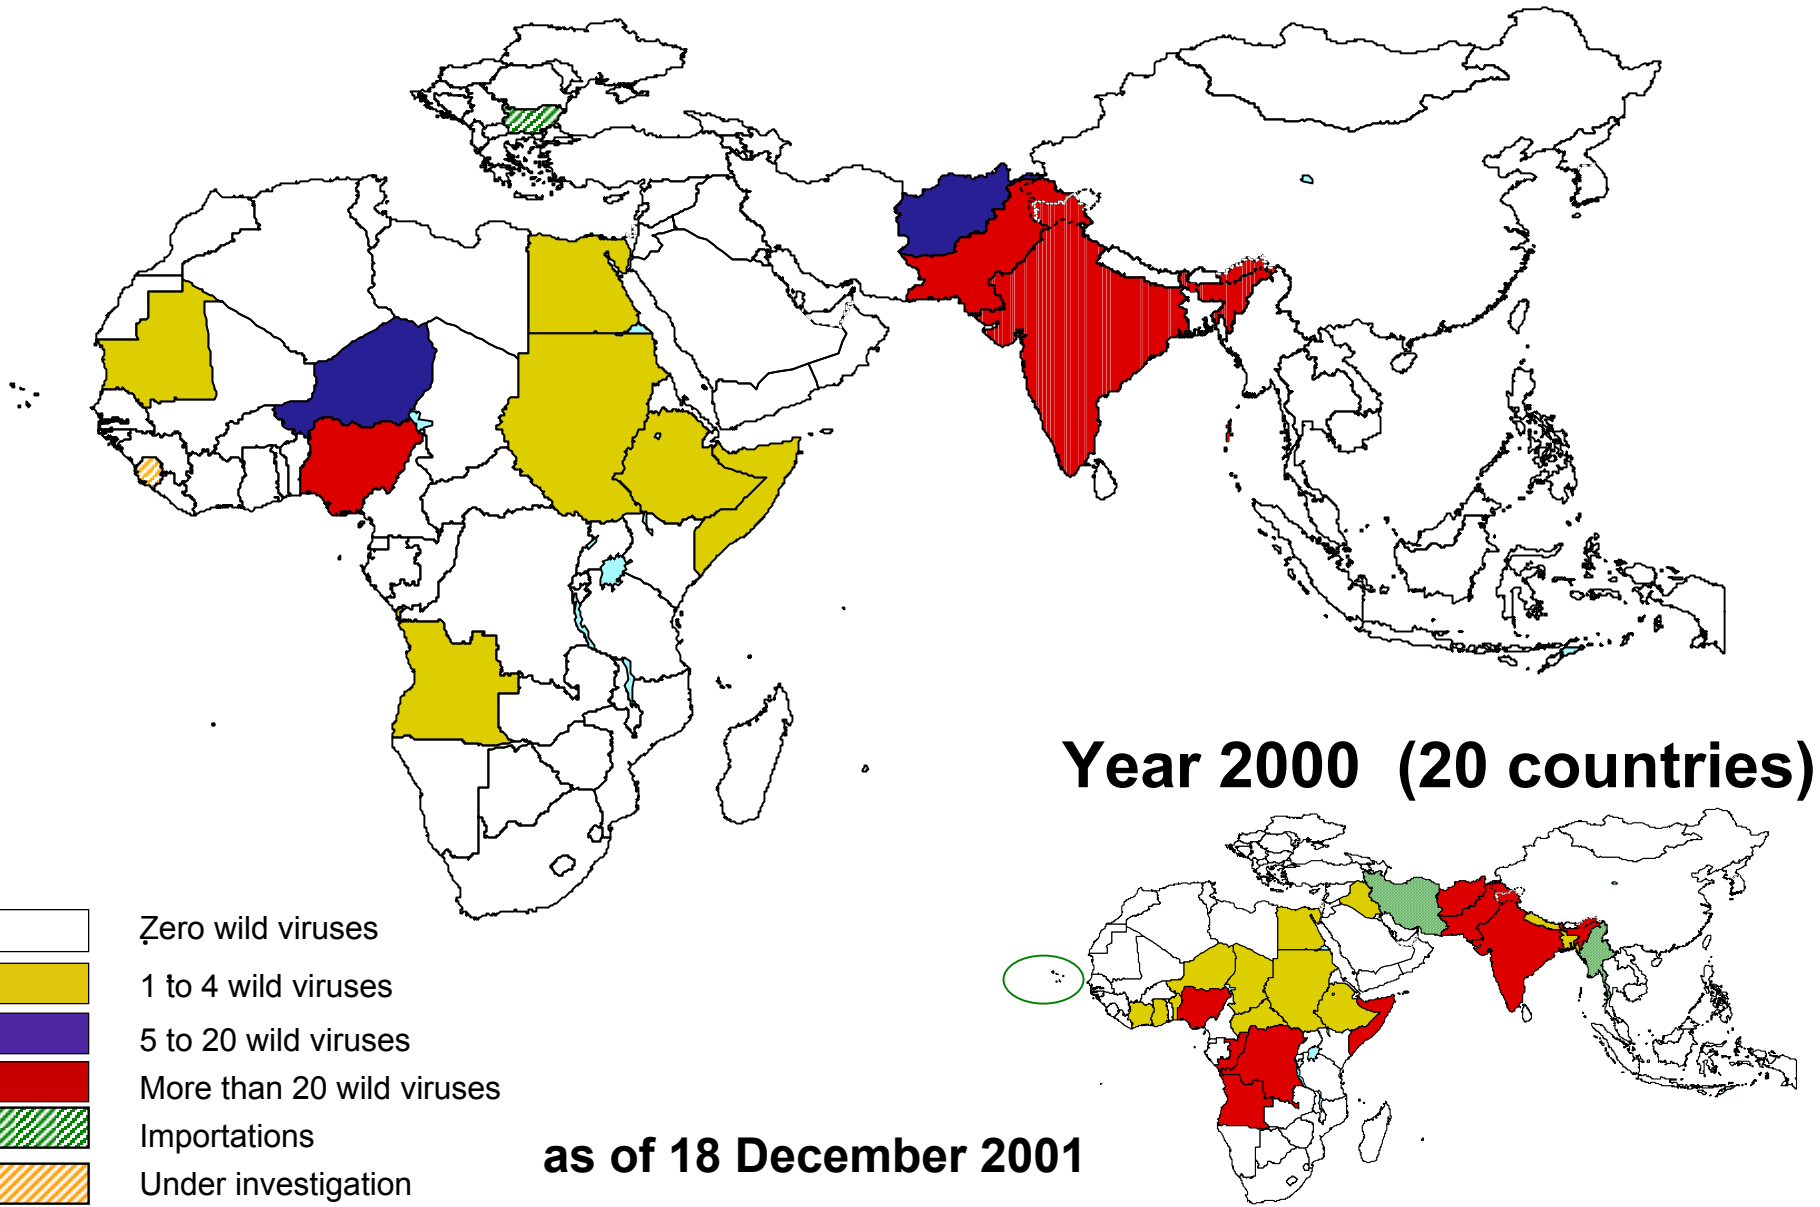 Year 2000 (20 countries)
Zero wild viruses
1 to 4 wild viruses
5 to 20 wild viruses
More than 20 wild viruses
Importations
Under investigation
as of 18 December 2001